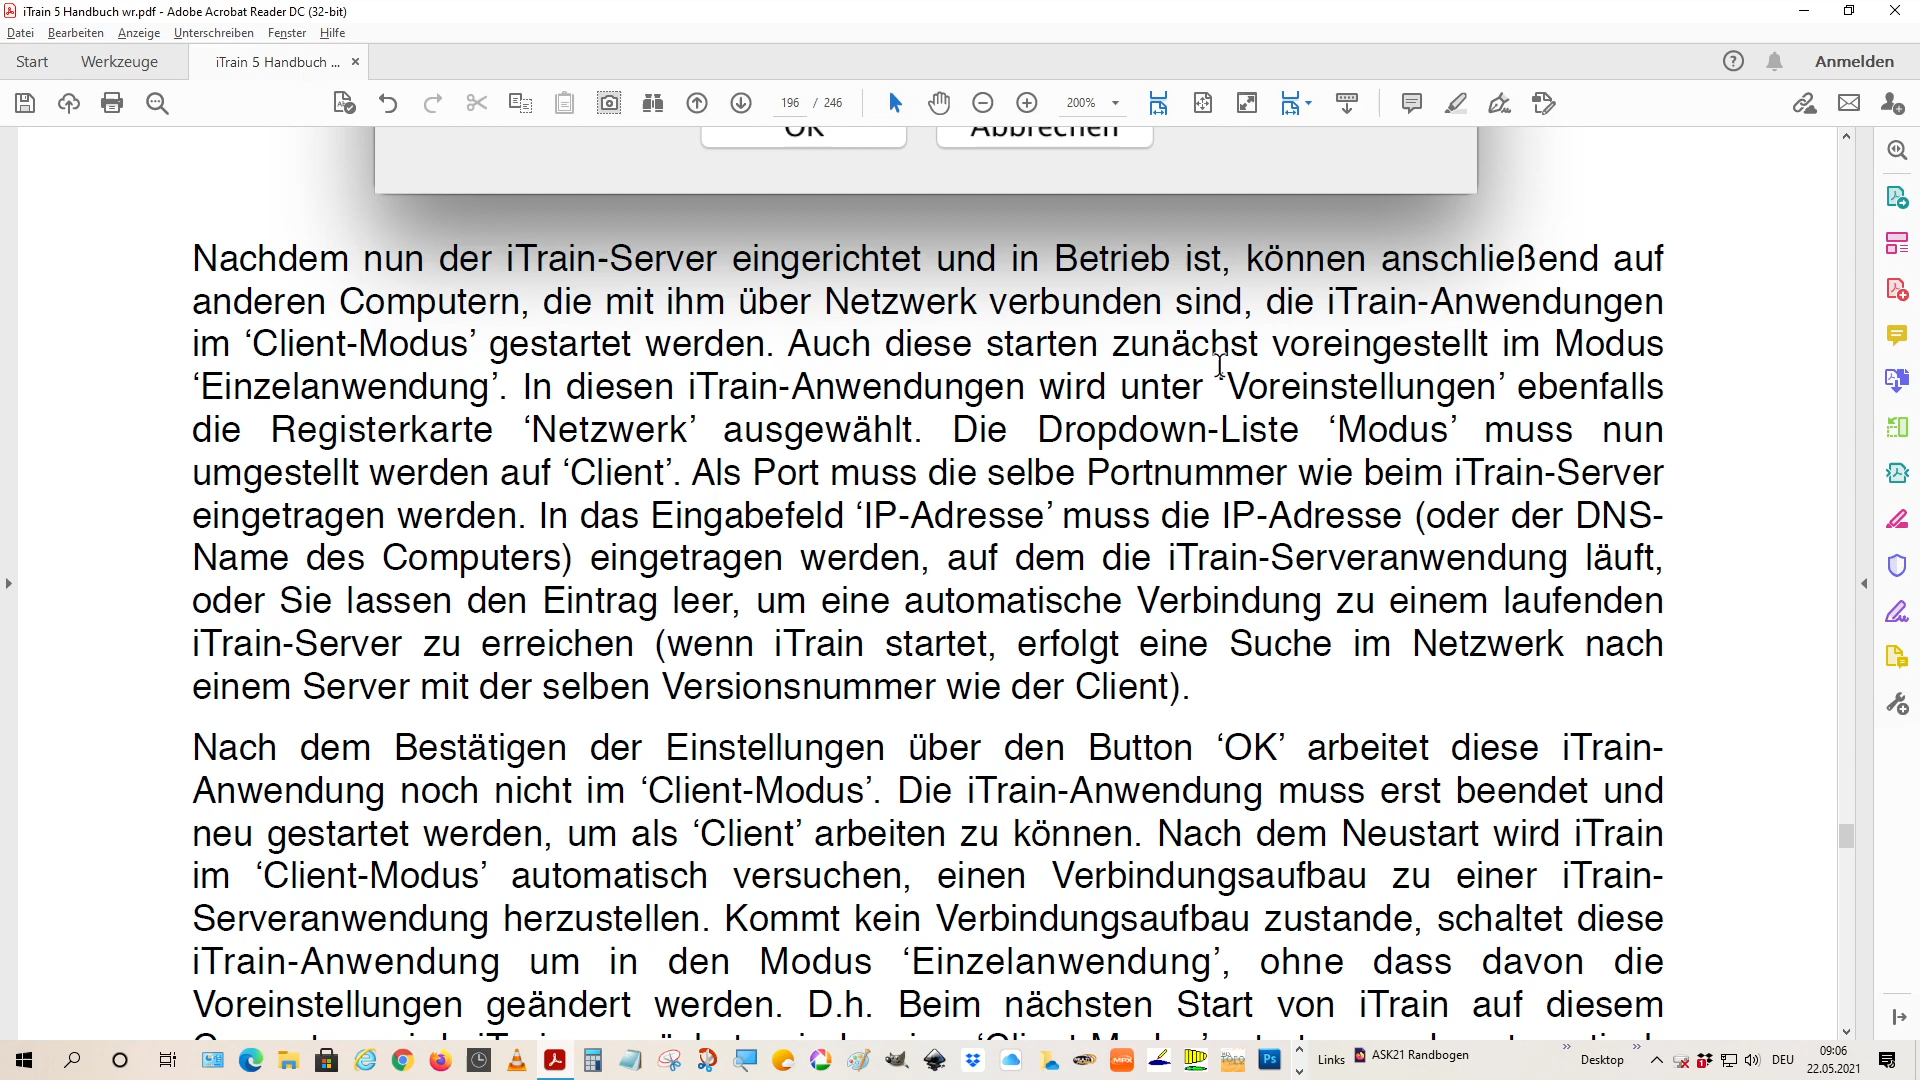 iTrain 5 Handbuch wr.pdf - Adobe Acrobat Reader DC (32-bit)
Datei Bearbeiten Anzeige Unterschreiben Fenster Hilfe
Start Werkzeuge iTrain 5 Handbuch ... × Anmelden
196 / 246 200%
OK Abbrechen
Nachdem nun der iTrain-Server eingerichtet und in Betrieb ist, können anschließend auf
anderen Computern, die mit ihm über Netzwerk verbunden sind, die iTrain-Anwendungen
im ‘Client-Modus’ gestartet werden. Auch diese starten zunächst voreingestellt im Modus
‘Einzelanwendung’. In diesen iTrain-Anwendungen wird unter ‘Voreinstellungen’ ebenfalls
die Registerkarte ‘Netzwerk’ ausgewählt. Die Dropdown-Liste ‘Modus’ muss nun
umgestellt werden auf ‘Client’. Als Port muss die selbe Portnummer wie beim iTrain-Server
eingetragen werden. In das Eingabefeld ‘IP-Adresse’ muss die IP-Adresse (oder der DNS-
Name des Computers) eingetragen werden, auf dem die iTrain-Serveranwendung läuft,
oder Sie lassen den Eintrag leer, um eine automatische Verbindung zu einem laufenden
iTrain-Server zu erreichen (wenn iTrain startet, erfolgt eine Suche im Netzwerk nach
einem Server mit der selben Versionsnummer wie der Client).
Nach dem Bestätigen der Einstellungen über den Button ‘OK’ arbeitet diese iTrain-
Anwendung noch nicht im ‘Client-Modus’. Die iTrain-Anwendung muss erst beendet und
neu gestartet werden, um als ‘Client’ arbeiten zu können. Nach dem Neustart wird iTrain
im ‘Client-Modus’ automatisch versuchen, einen Verbindungsaufbau zu einer iTrain-
Serveranwendung herzustellen. Kommt kein Verbindungsaufbau zustande, schaltet diese
iTrain-Anwendung um in den Modus ‘Einzelanwendung’, ohne dass davon die
Voreinstellungen geändert werden. D.h. Beim nächsten Start von iTrain auf diesem
Links ASK21 Randbogen Desktop DEU 09:06
22.05.2021